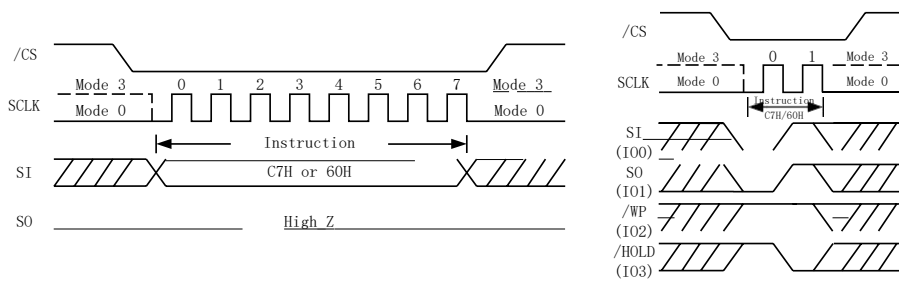 /CS
SCLK
Mode 3
Mode 0
0 1 2 3 4 5 6 7
Mode 3
Mode 0
Instruction
SI
C7H or 60H
SO
High Z
/CS
SCLK
Mode 3
Mode 0
0 1
Mode 3
Mode 0
Instruction
C7H/60H
SI
(IO0)
SO
(IO1)
/WP
(IO2)
/HOLD
(IO3)